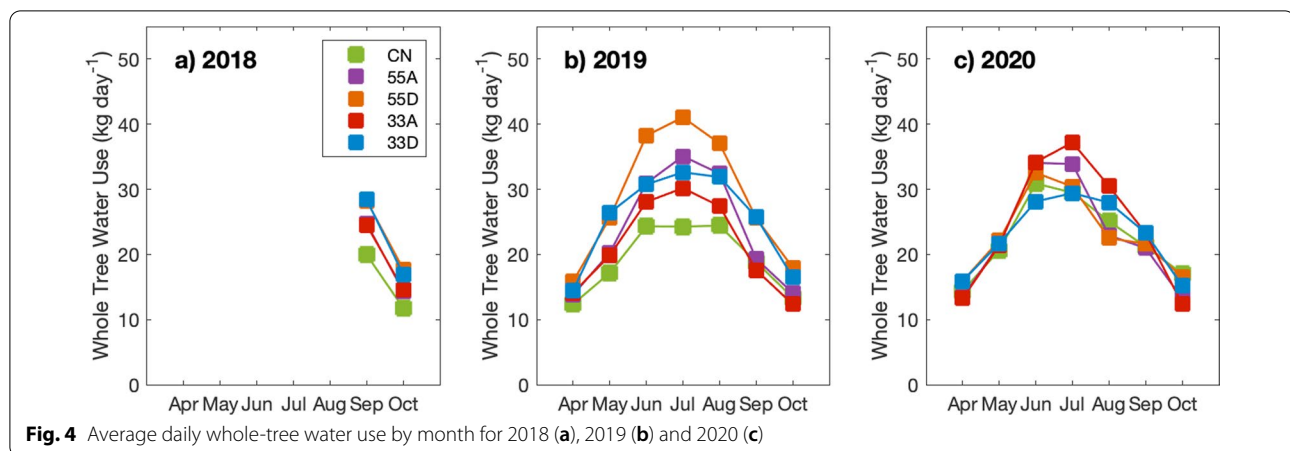 a) 2018
Whole Tree Water Use (kg day-1)
50
40
30
20
10
0
Apr May Jun Jul Aug Sep Oct
CN
55A
55D
33A
33D
b) 2019
Whole Tree Water Use (kg day-1)
50
40
30
20
10
0
Apr May Jun Jul Aug Sep Oct
c) 2020
Whole Tree Water Use (kg day-1)
50
40
30
20
10
0
Apr May Jun Jul Aug Sep Oct
Fig. 4 Average daily whole-tree water use by month for 2018 (a), 2019 (b) and 2020 (c)